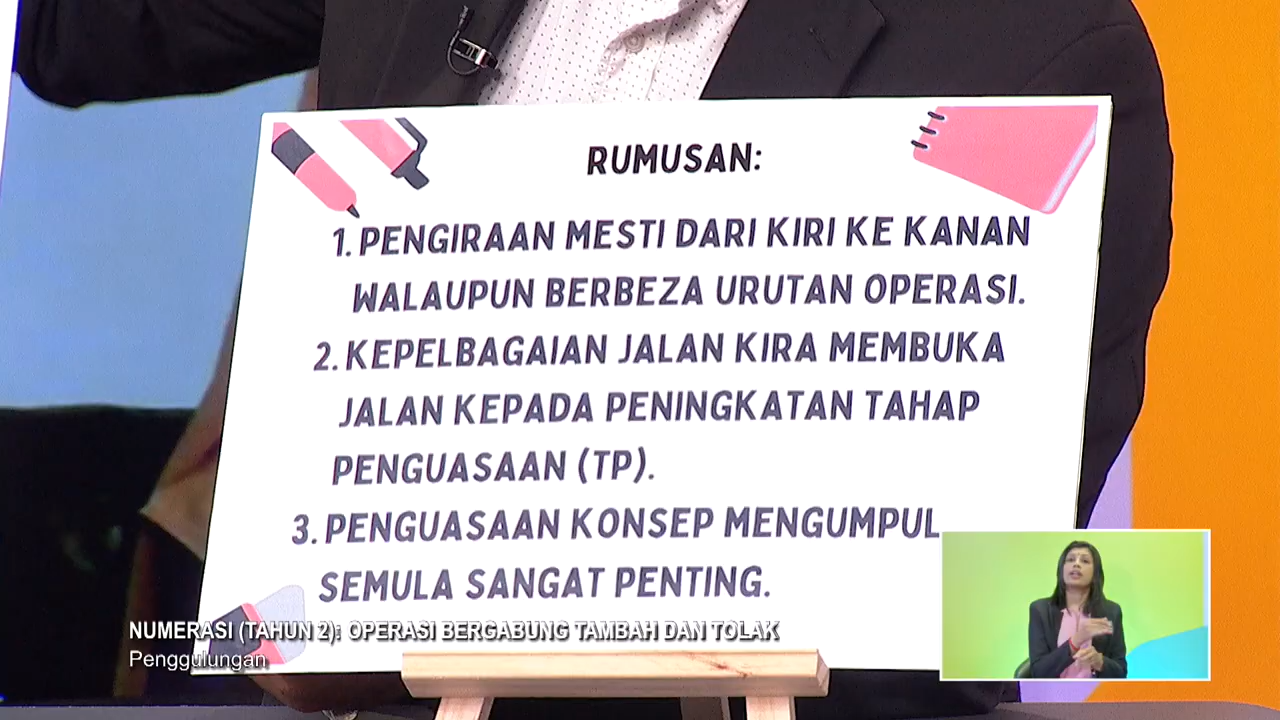 RUMUSAN:
1. PENGIRAAN MESTI DARI KIRI KE KANAN
WALAUPUN BERBEZA URUTAN OPERASI.
2. KEPELBAGAIAN JALAN KIRA MEMBUKA
JALAN KEPADA PENINGKATAN TAHAP
PENGUASAAN (TP).
3. PENGUASAAN KONSEP MENGUMPUL
SEMULA SANGAT PENTING.
NUMERASI (TAHUN 2): OPERASI BERGABUNG TAMBAH DAN TOLAK
Penggulungan